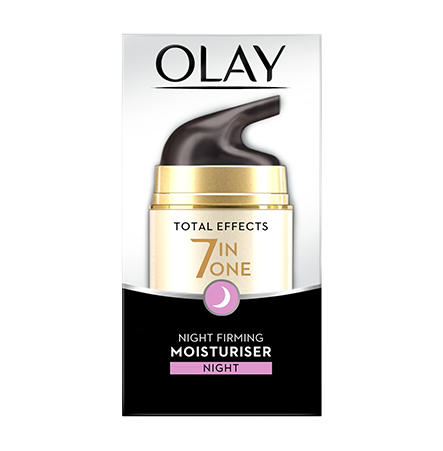 OLAY
TOTAL EFFECTS
7 IN
ONE
NIGHT FIRMING
MOISTURISER
NIGHT